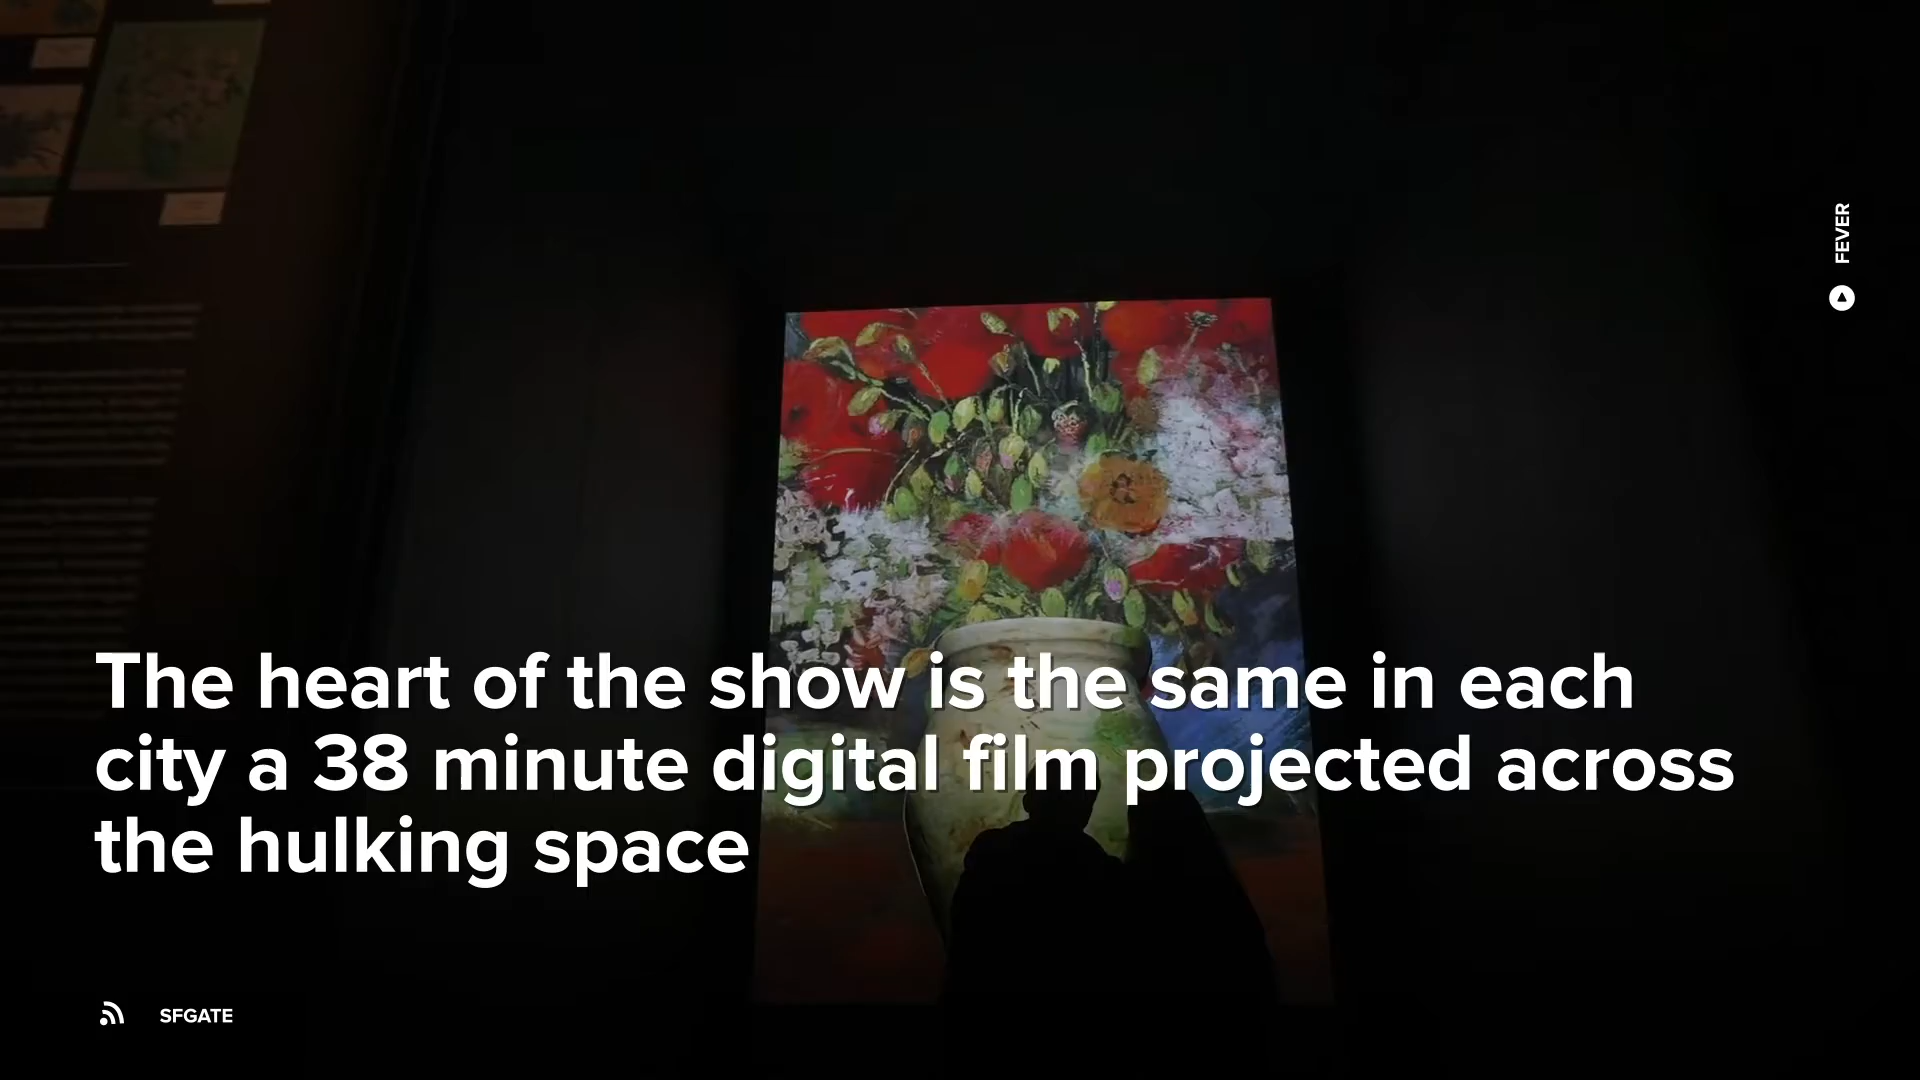 FEVER
The heart of the show is the same in each
city a 38 minute digital film projected across
the hulking space
SFGATE